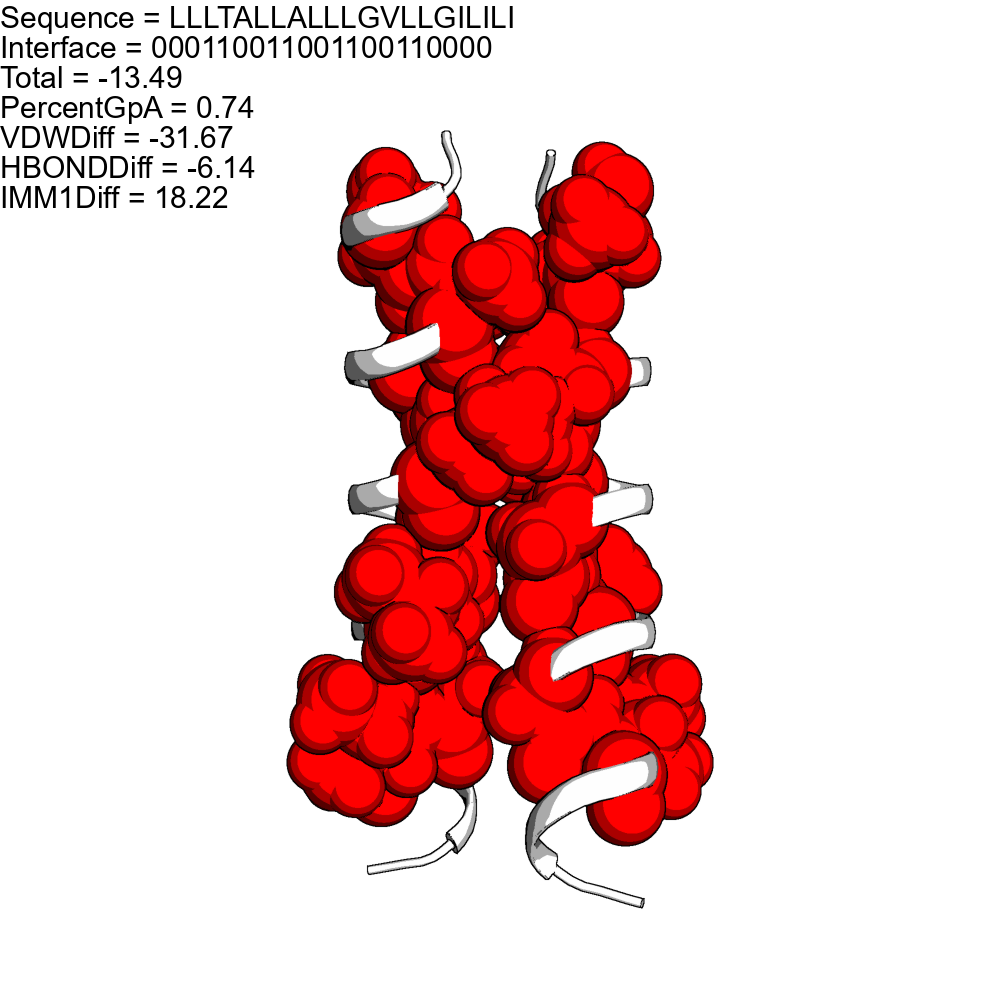 Sequence = LLLTALLALLLGVLLGILILI
Interface = 000110011001100110000
Total = -13.49
PercentGpA = 0.74
VDWDiff = -31.67
HBONDDiff = -6.14
IMM1Diff = 18.22